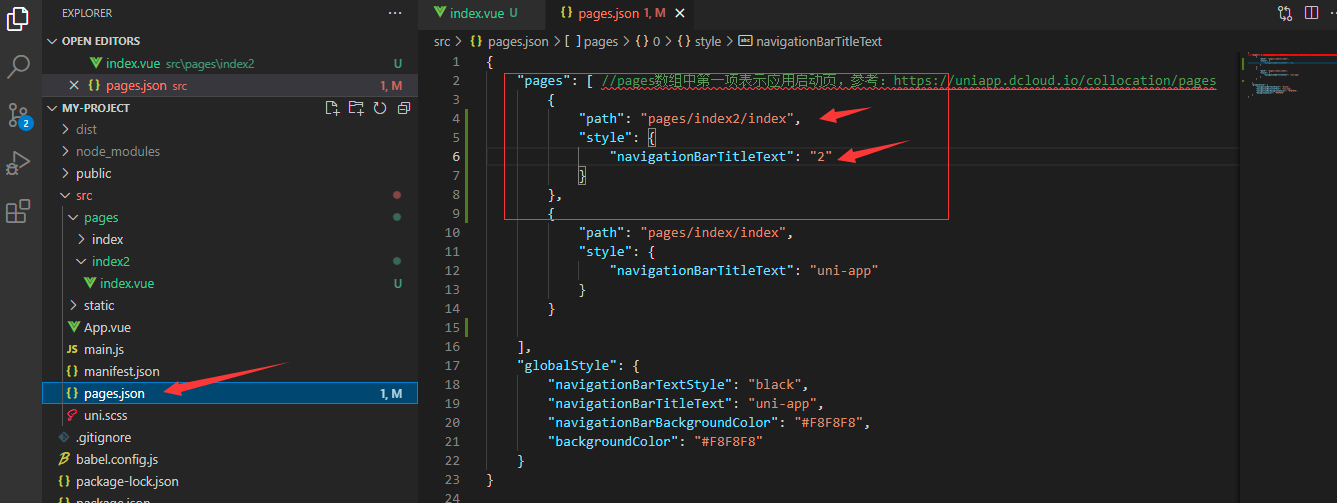 EXPLORER
OPEN EDITORS
index.vue src\pages\index2 U
pages.json src 1, M
MY-PROJECT
dist
node_modules
public
src
pages
index
index2
index.vue U
static
App.vue
JS main.js
{} manifest.json
{} pages.json 1, M
uni.scss
.gitignore
babel.config.js
{} package-lock.json
{} package.json
2
index.vue U
{} pages.json 1, M
src > {} pages.json > [ ] pages > {} 0 > {} style > abc navigationBarTitleText
1 {
2 "pages": [ //pages数组中第一项表示应用启动页，参考：https://uniapp.dcloud.io/collocation/pages
3 {
4 "path": "pages/index2/index",
5 "style": {
6 "navigationBarTitleText": "2"
7 }
8 },
9 {
10 "path": "pages/index/index",
11 "style": {
12 "navigationBarTitleText": "uni-app"
13 }
14 }
15
16 ],
17 "globalStyle": {
18 "navigationBarTextStyle": "black",
19 "navigationBarTitleText": "uni-app",
20 "navigationBarBackgroundColor": "#F8F8F8",
21 "backgroundColor": "#F8F8F8"
22 }
23 }
24